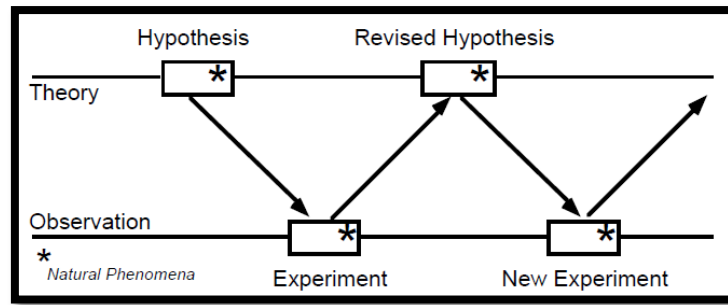 Hypothesis
Revised Hypothesis
*
*
Theory
Observation
*
*
*
Natural Phenomena
Experiment
New Experiment